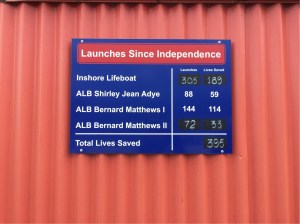 Launches Since Independence
Launches Lives Saved
Inshore Lifeboat 305 189
ALB Shirley Jean Adye 88 59
ALB Bernard Matthews I 144 114
ALB Bernard Matthews II 72 33
Total Lives Saved 395